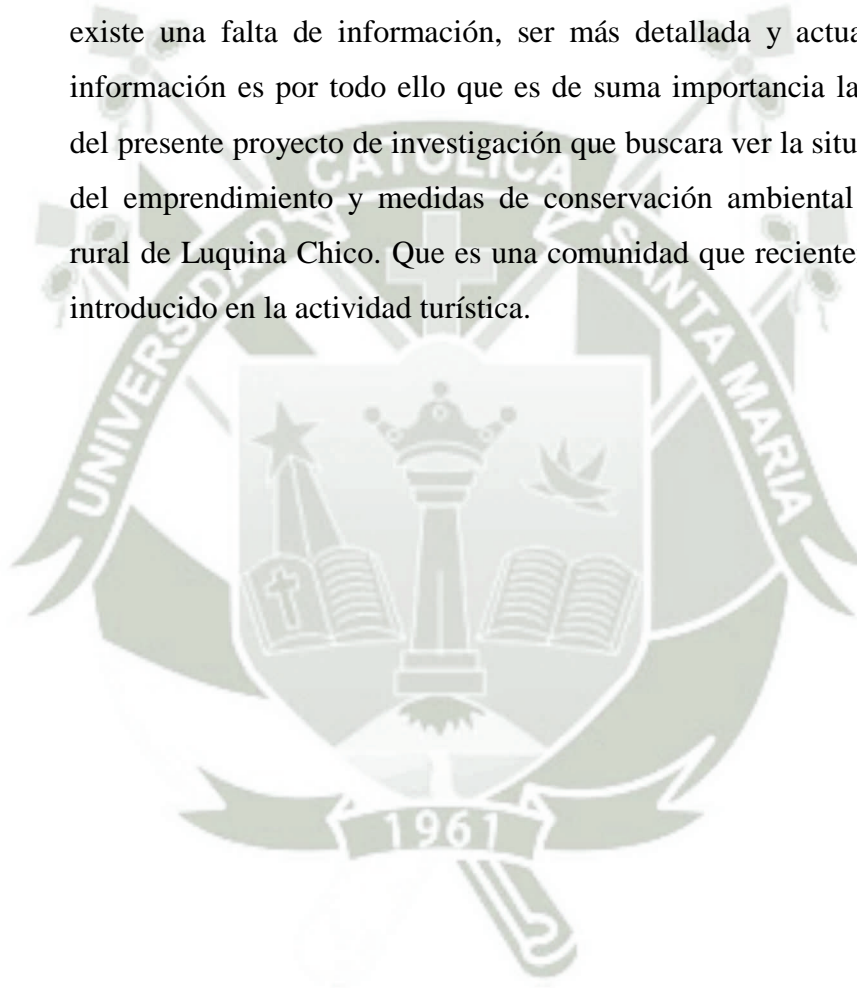 existe una falta de información, ser más detallada y actua
información es por todo ello que es de suma importancia la
del presente proyecto de investigación que buscara ver la situ
del emprendimiento y medidas de conservación ambiental
rural de Luquina Chico. Que es una comunidad que reciente
introducido en la actividad turística.
UNIVERSIDAD CATOLICA SANTA MARIA
1961